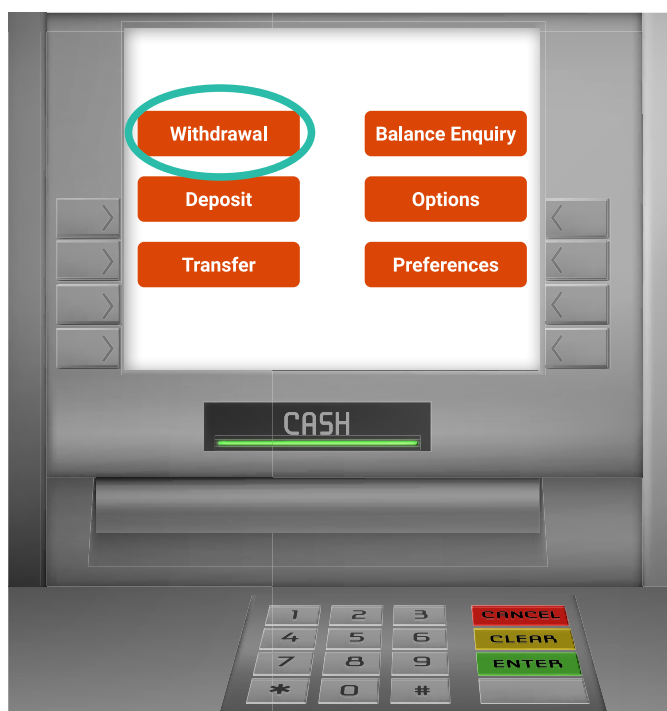 Withdrawal Balance Enquiry
Deposit Options
Transfer Preferences
CASH
1 2 3 CANCEL
4 5 6 CLEAR
7 8 9 ENTER
* 0 #